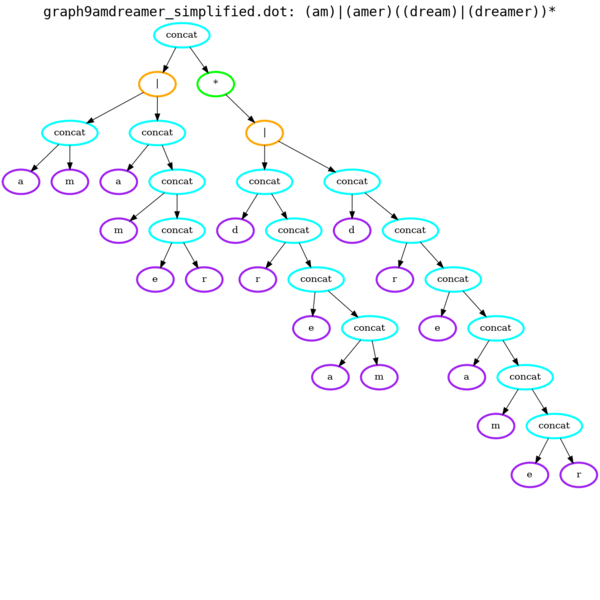 graph9amdreamer_simplified.dot: (am)|(amer)((dream)|(dreamer))*
concat
| *
concat concat |
a m a concat concat concat
m concat d concat d concat
e r r concat r concat
e concat e concat
a m a concat
m concat
e r